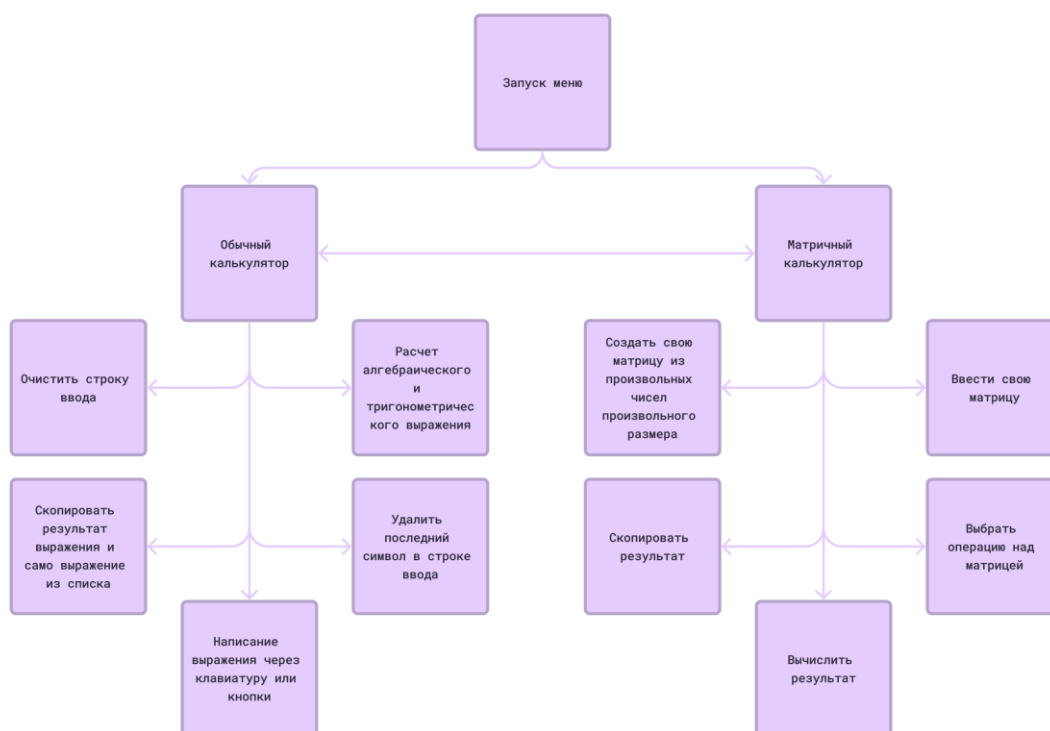 Запуск меню
Обычный
калькулятор
Матричный
калькулятор
Очистить строку
ввода
Расчет
алгебраического
и
тригонометричес
кого выражения
Создать свою
матрицу из
произвольных
чисел
произвольного
размера
Ввести свою
матрицу
Скопировать
результат
выражения и
само выражение
из списка
Удалить
последний
символ в строке
ввода
Скопировать
результат
Выбрать
операцию над
матрицей
Написание
выражения через
клавиатуру или
кнопки
Вычислить
результат